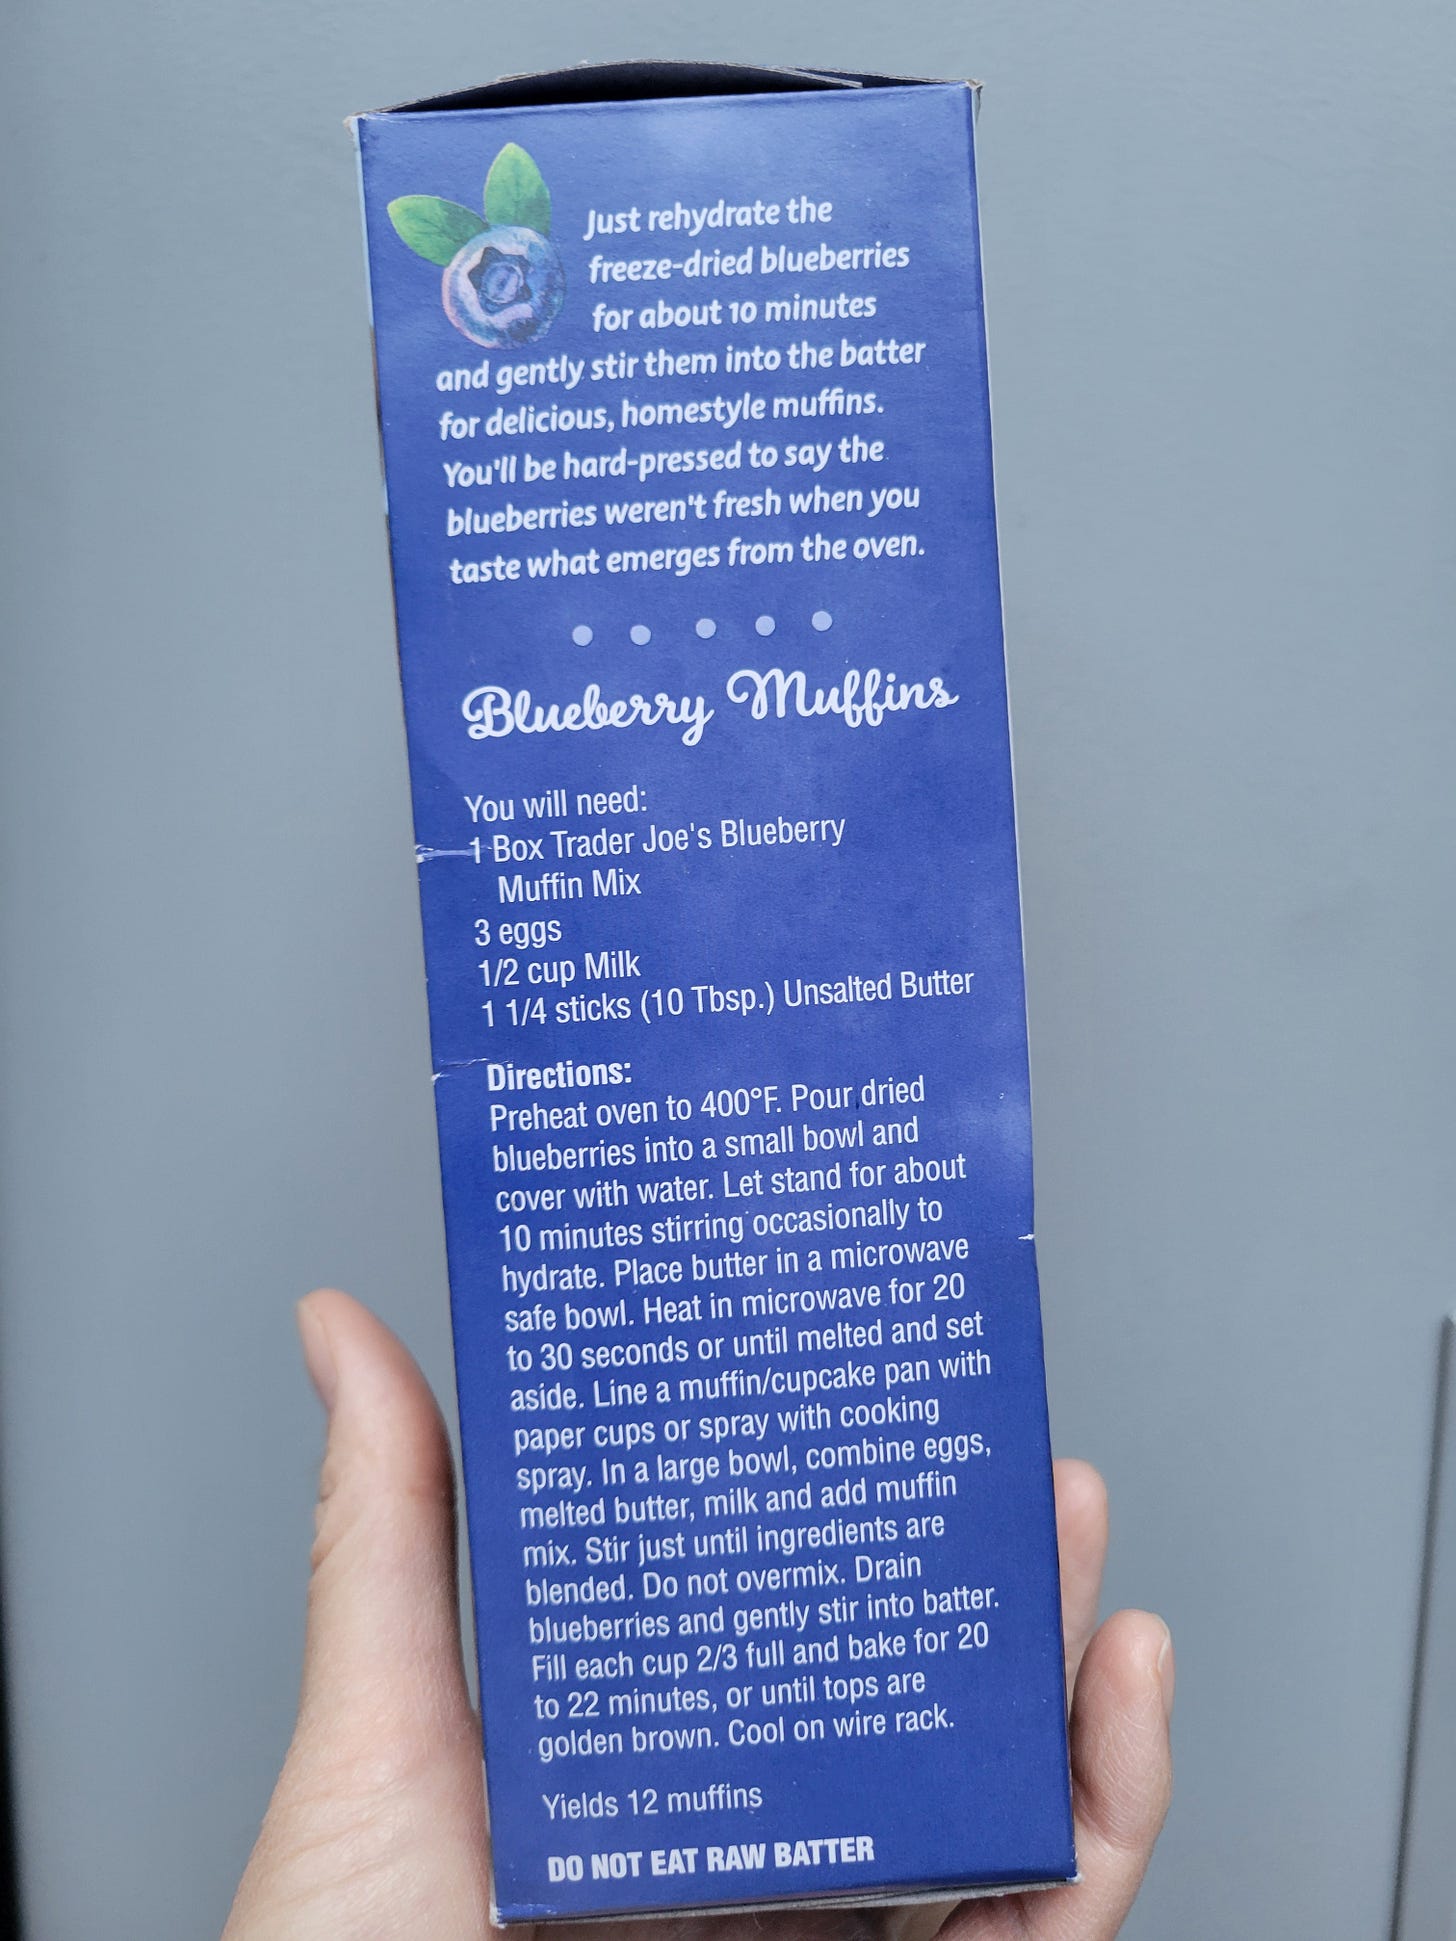 Just rehydrate the
freeze-dried blueberries
for about 10 minutes
and gently stir them into the batter
for delicious, homestyle muffins.
You'll be hard-pressed to say the
blueberries weren't fresh when you
taste what emerges from the oven.
Blueberry Muffins
You will need:
1 Box Trader Joe's Blueberry
Muffin Mix
3 eggs
1/2 cup Milk
1 1/4 sticks (10 Tbsp.) Unsalted Butter
Directions:
Preheat oven to 400°F. Pour dried
blueberries into a small bowl and
cover with water. Let stand for about
10 minutes stirring occasionally to
hydrate. Place butter in a microwave
safe bowl. Heat in microwave for 20
to 30 seconds or until melted and set
aside. Line a muffin/cupcake pan with
paper cups or spray with cooking
spray. In a large bowl, combine eggs,
melted butter, milk and add muffin
mix. Stir just until ingredients are
blended. Do not overmix. Drain
blueberries and gently stir into batter.
Fill each cup 2/3 full and bake for 20
to 22 minutes, or until tops are
golden brown. Cool on wire rack.
Yields 12 muffins
DO NOT EAT RAW BATTER